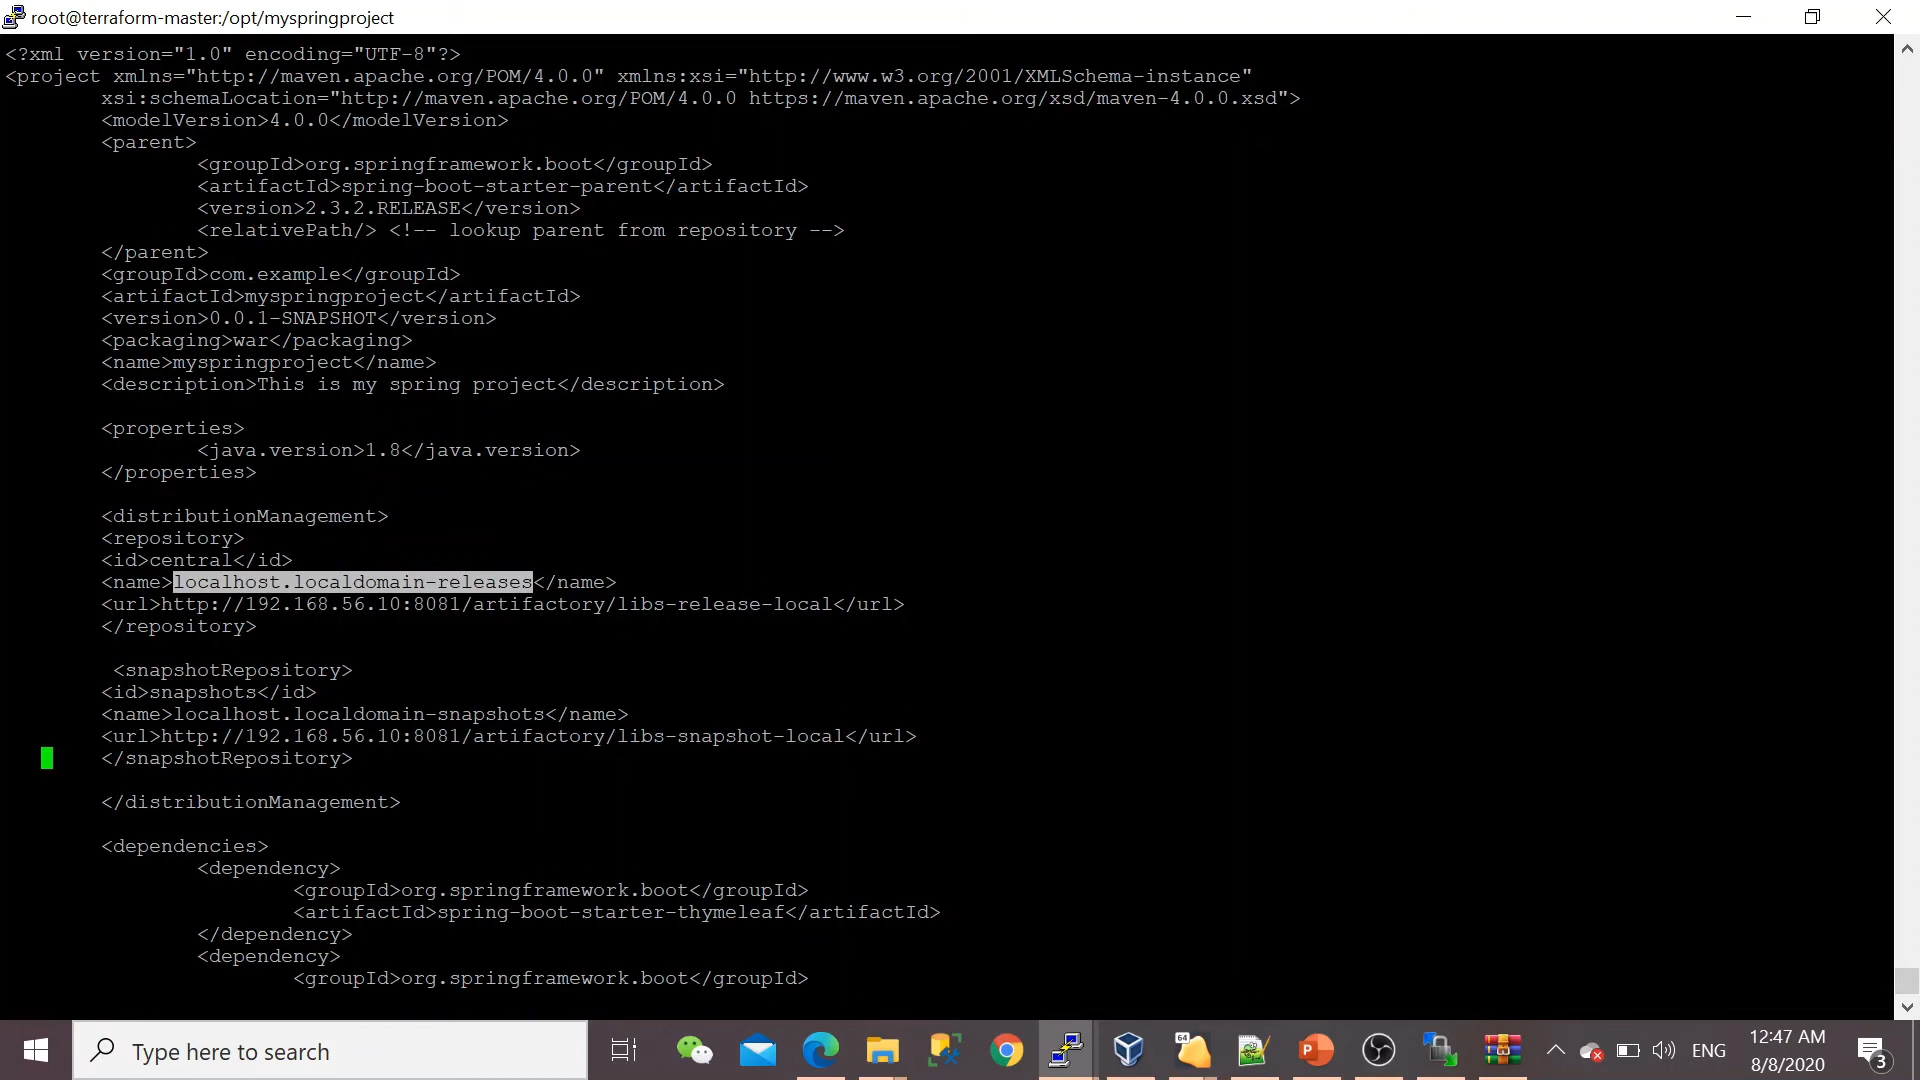 root@terraform-master:/opt/myspringproject
<?xml version="1.0" encoding="UTF-8"?>
<project xmlns="http://maven.apache.org/POM/4.0.0" xmlns:xsi="http://www.w3.org/2001/XMLSchema-instance"
xsi:schemaLocation="http://maven.apache.org/POM/4.0.0 https://maven.apache.org/xsd/maven-4.0.0.xsd">
<modelVersion>4.0.0</modelVersion>
<parent>
<groupId>org.springframework.boot</groupId>
<artifactId>spring-boot-starter-parent</artifactId>
<version>2.3.2.RELEASE</version>
<relativePath/> <!-- lookup parent from repository -->
</parent>
<groupId>com.example</groupId>
<artifactId>myspringproject</artifactId>
<version>0.0.1-SNAPSHOT</version>
<packaging>war</packaging>
<name>myspringproject</name>
<description>This is my spring project</description>
<properties>
<java.version>1.8</java.version>
</properties>
<distributionManagement>
<repository>
<id>central</id>
<name>localhost.localdomain-releases</name>
<url>http://192.168.56.10:8081/artifactory/libs-release-local</url>
</repository>
<snapshotRepository>
<id>snapshots</id>
<name>localhost.localdomain-snapshots</name>
<url>http://192.168.56.10:8081/artifactory/libs-snapshot-local</url>
</snapshotRepository>
</distributionManagement>
<dependencies>
<dependency>
<groupId>org.springframework.boot</groupId>
<artifactId>spring-boot-starter-thymeleaf</artifactId>
</dependency>
<dependency>
<groupId>org.springframework.boot</groupId>
Type here to search
64
P
ENG
12:47 AM
8/8/2020
3